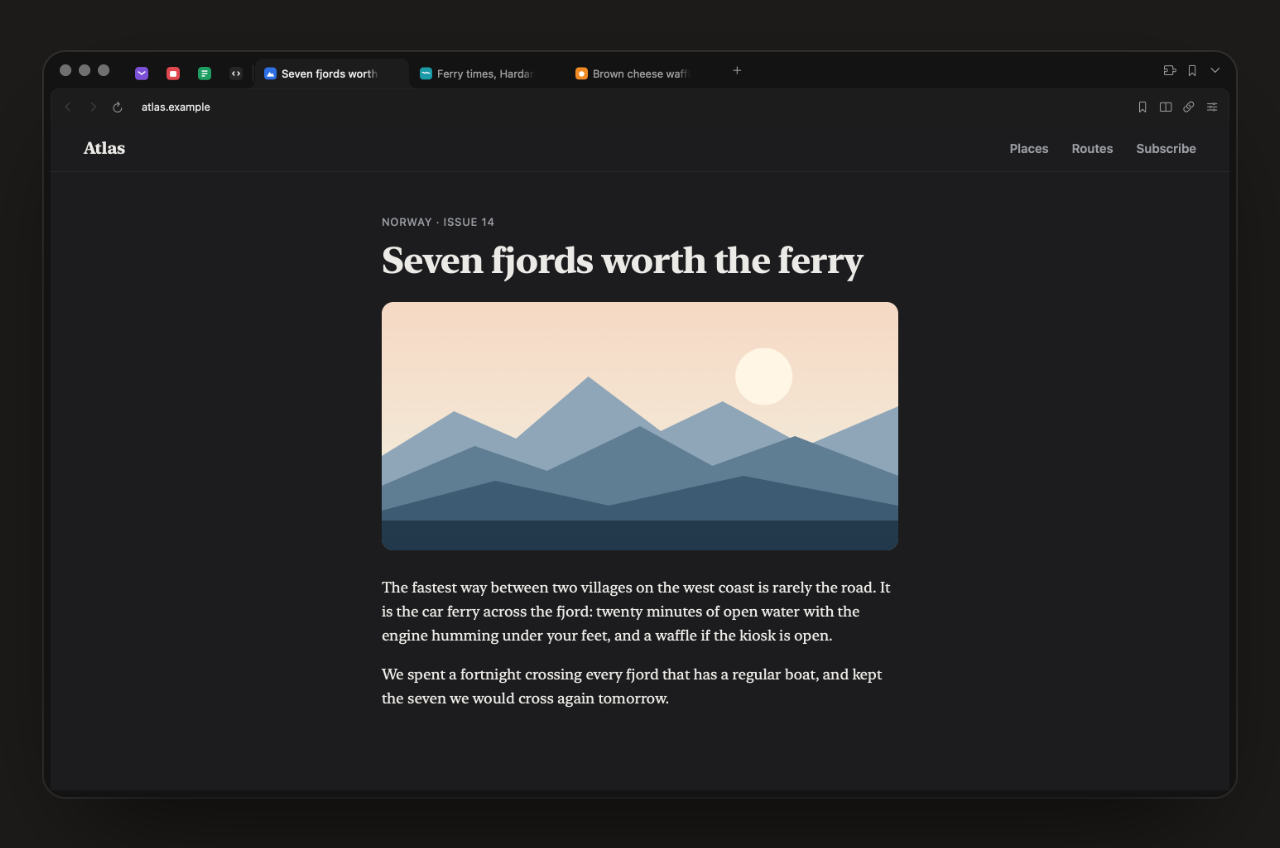 Seven fjords worth
Ferry times, Hardar
Brown cheese waffl
atlas.example
Atlas
Places
Routes
Subscribe
NORWAY · ISSUE 14
Seven fjords worth the ferry
The fastest way between two villages on the west coast is rarely the road. It
is the car ferry across the fjord: twenty minutes of open water with the
engine humming under your feet, and a waffle if the kiosk is open.
We spent a fortnight crossing every fjord that has a regular boat, and kept
the seven we would cross again tomorrow.